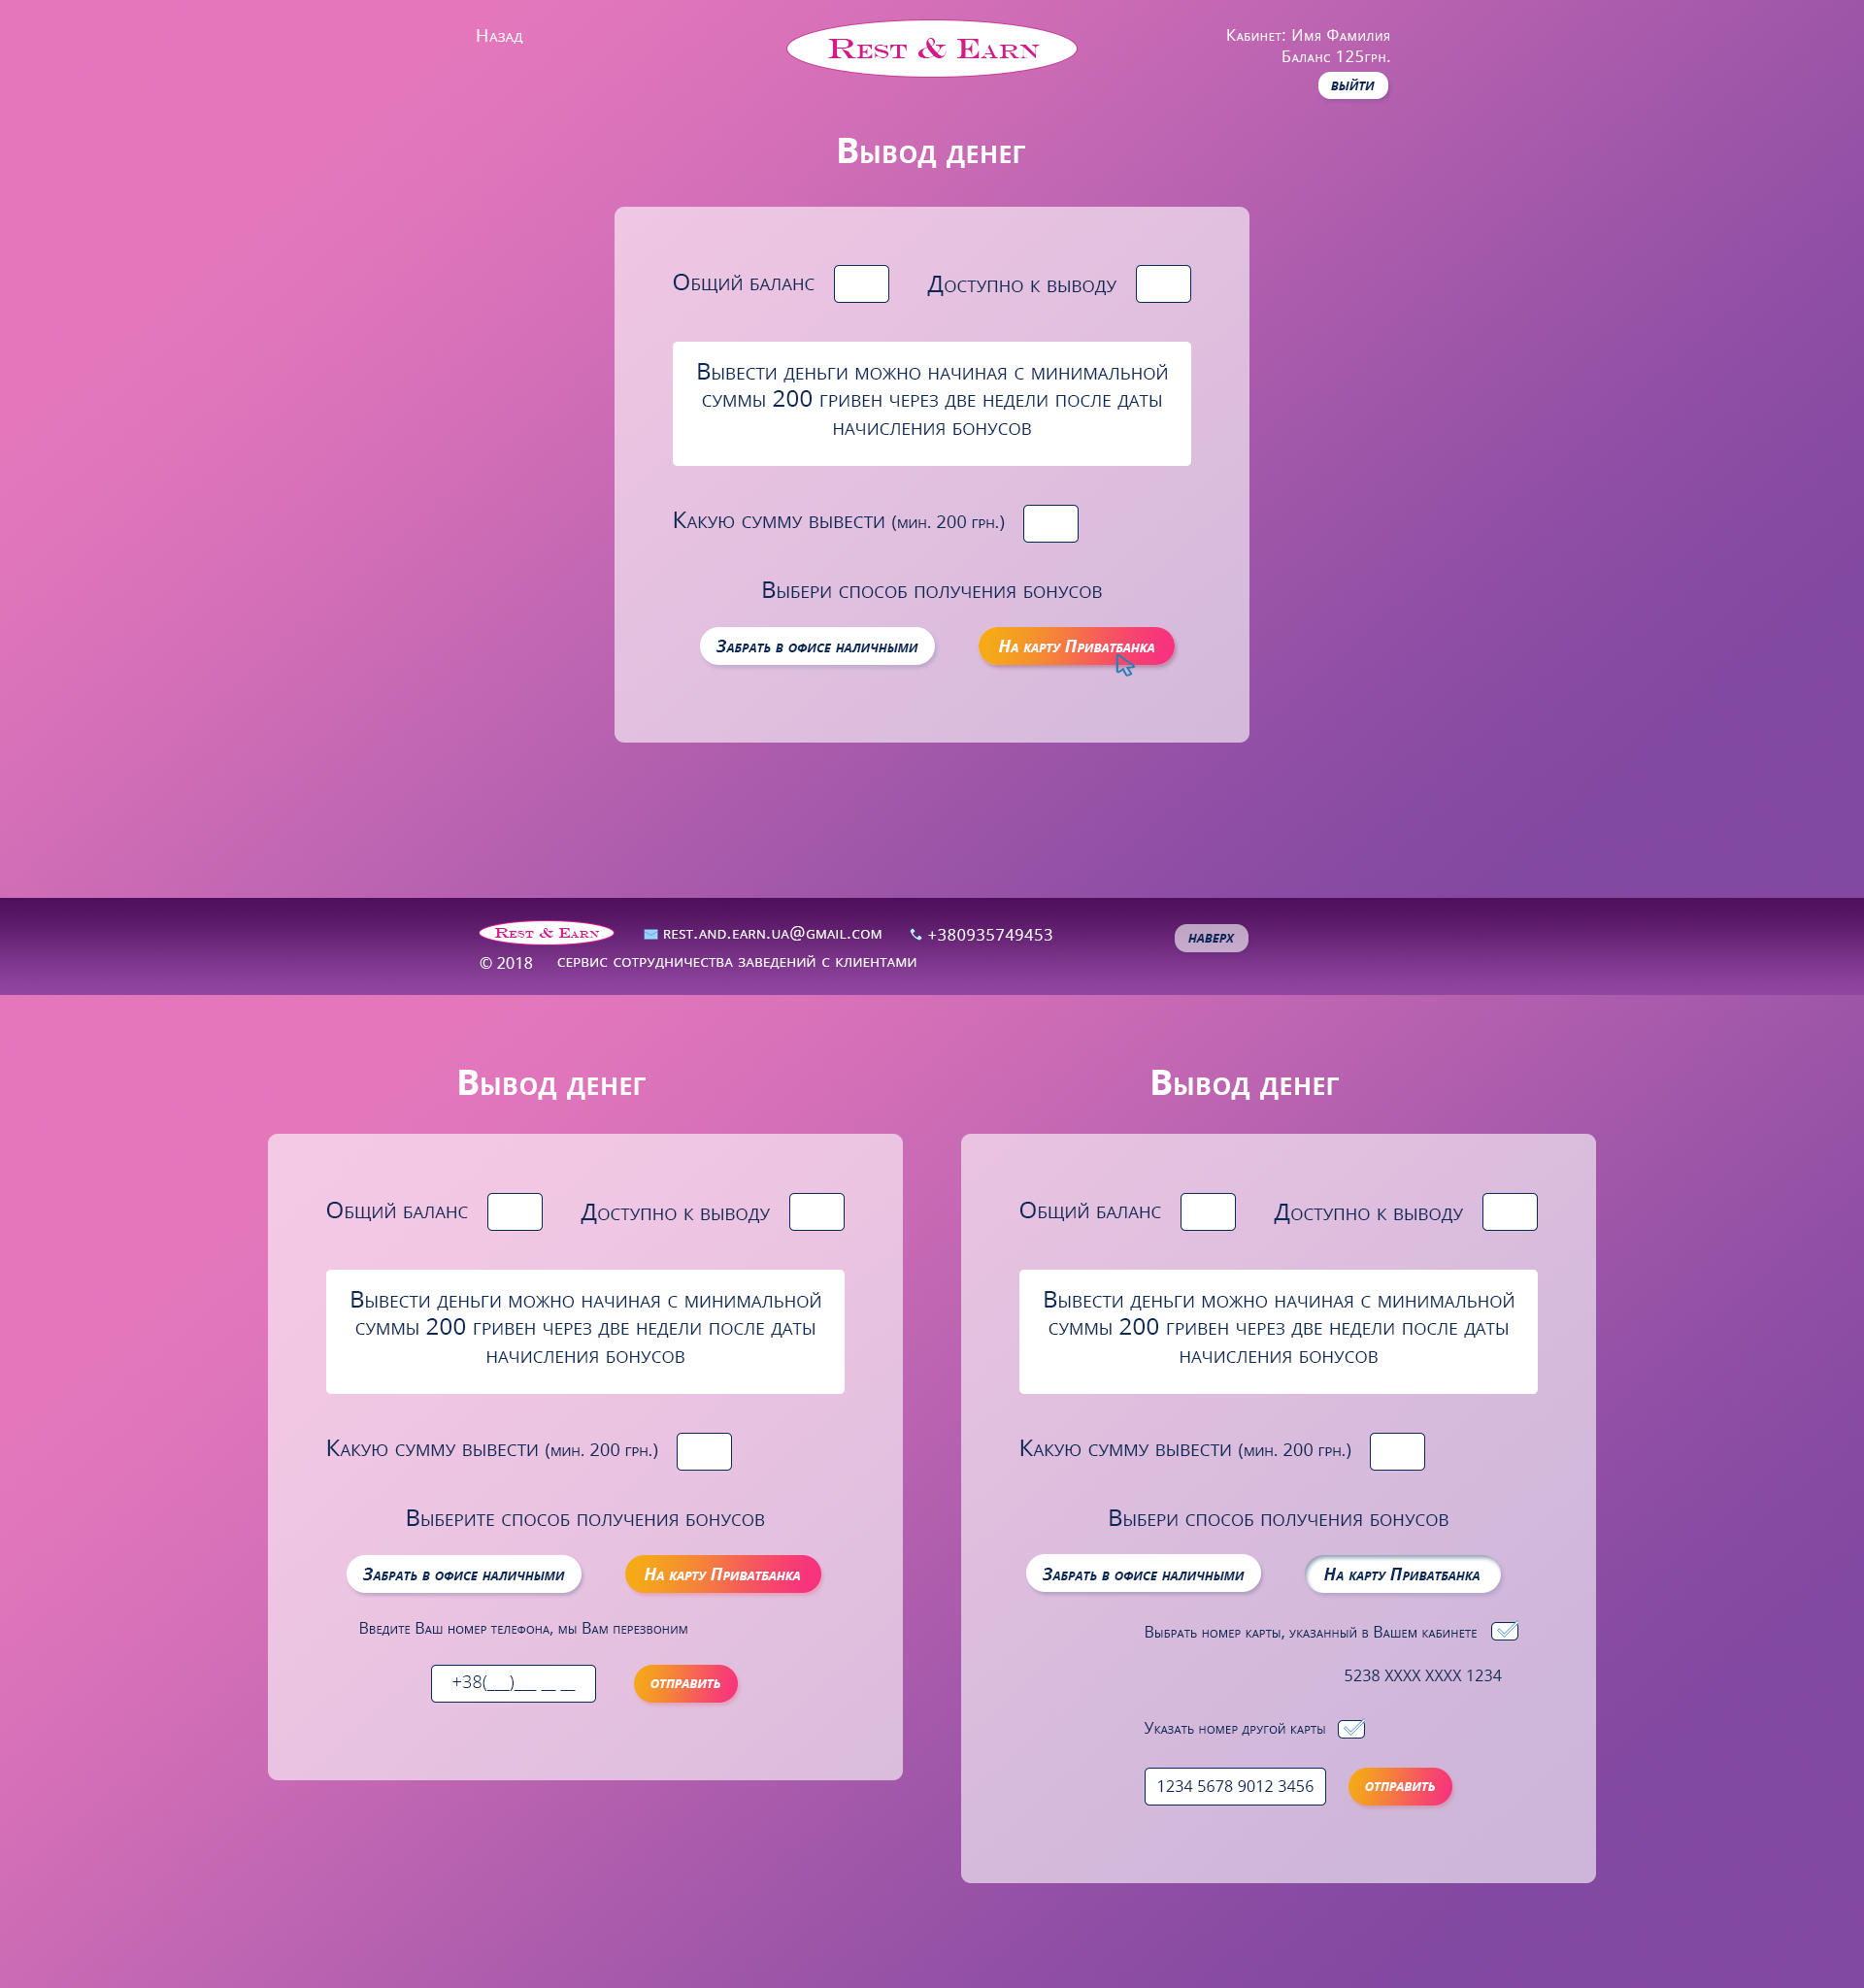 Назад
Rest & Earn
Кабинет: Имя Фамилия
Баланс 125грн.
выйти
Вывод денег
Общий баланс
Доступно к выводу
Вывести деньги можно начиная с минимальной
суммы 200 гривен через две недели после даты
начисления бонусов
Какую сумму вывести (мин. 200 грн.)
Выбери способ получения бонусов
Забрать в офисе наличными
На карту Приватбанка
Rest & Earn
rest.and.earn.ua@gmail.com
+380935749453
наверх
© 2018
сервис сотрудничества заведений с клиентами
Вывод денег
Общий баланс
Доступно к выводу
Вывести деньги можно начиная с минимальной
суммы 200 гривен через две недели после даты
начисления бонусов
Какую сумму вывести (мин. 200 грн.)
Выберите способ получения бонусов
Забрать в офисе наличными
На карту Приватбанка
Введите Ваш номер телефона, мы Вам перезвоним
+38(___)___ __ __
отправить
Вывод денег
Общий баланс
Доступно к выводу
Вывести деньги можно начиная с минимальной
суммы 200 гривен через две недели после даты
начисления бонусов
Какую сумму вывести (мин. 200 грн.)
Выбери способ получения бонусов
Забрать в офисе наличными
На карту Приватбанка
Выбрать номер карты, указанный в Вашем кабинете
5238 XXXX XXXX 1234
Указать номер другой карты
1234 5678 9012 3456
отправить